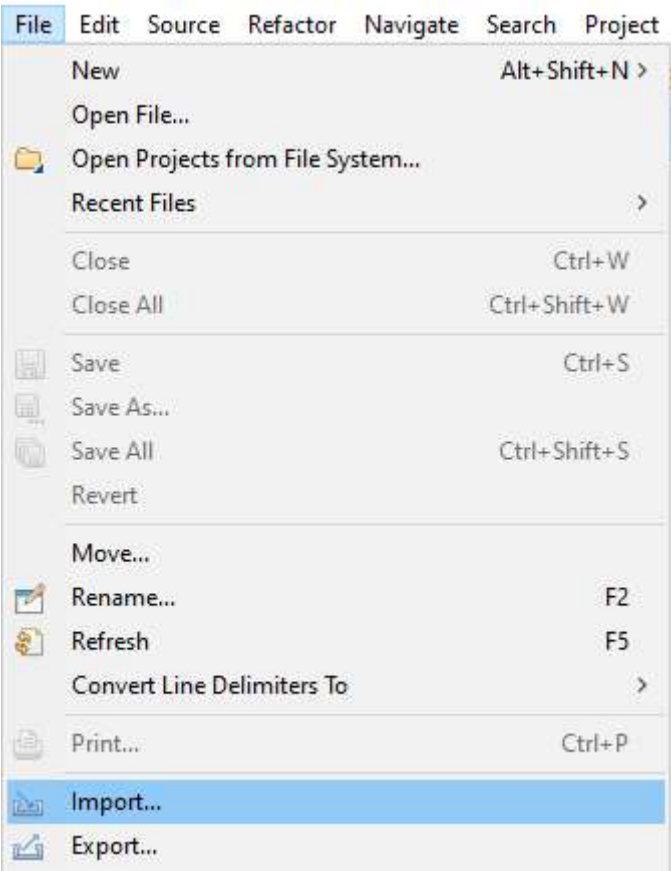 File Edit Source Refactor Navigate Search Project
New Alt+Shift+N >
Open File...
Open Projects from File System...
Recent Files >
Close Ctrl+W
Close All Ctrl+Shift+W
Save Ctrl+S
Save As...
Save All Ctrl+Shift+S
Revert
Move...
Rename... F2
Refresh F5
Convert Line Delimiters To >
Print... Ctrl+P
Import...
Export...